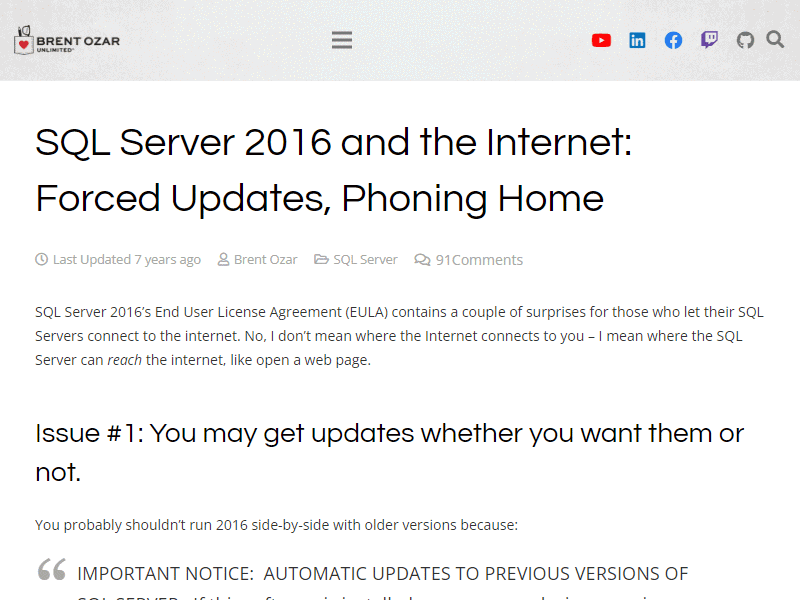 BRENT OZAR
UNLIMITED®
SQL Server 2016 and the Internet:
Forced Updates, Phoning Home
Last Updated 7 years ago Brent Ozar SQL Server 91Comments
SQL Server 2016’s End User License Agreement (EULA) contains a couple of surprises for those who let their SQL
Servers connect to the internet. No, I don’t mean where the Internet connects to you – I mean where the SQL
Server can reach the internet, like open a web page.
Issue #1: You may get updates whether you want them or
not.
You probably shouldn’t run 2016 side-by-side with older versions because:
IMPORTANT NOTICE: AUTOMATIC UPDATES TO PREVIOUS VERSIONS OF